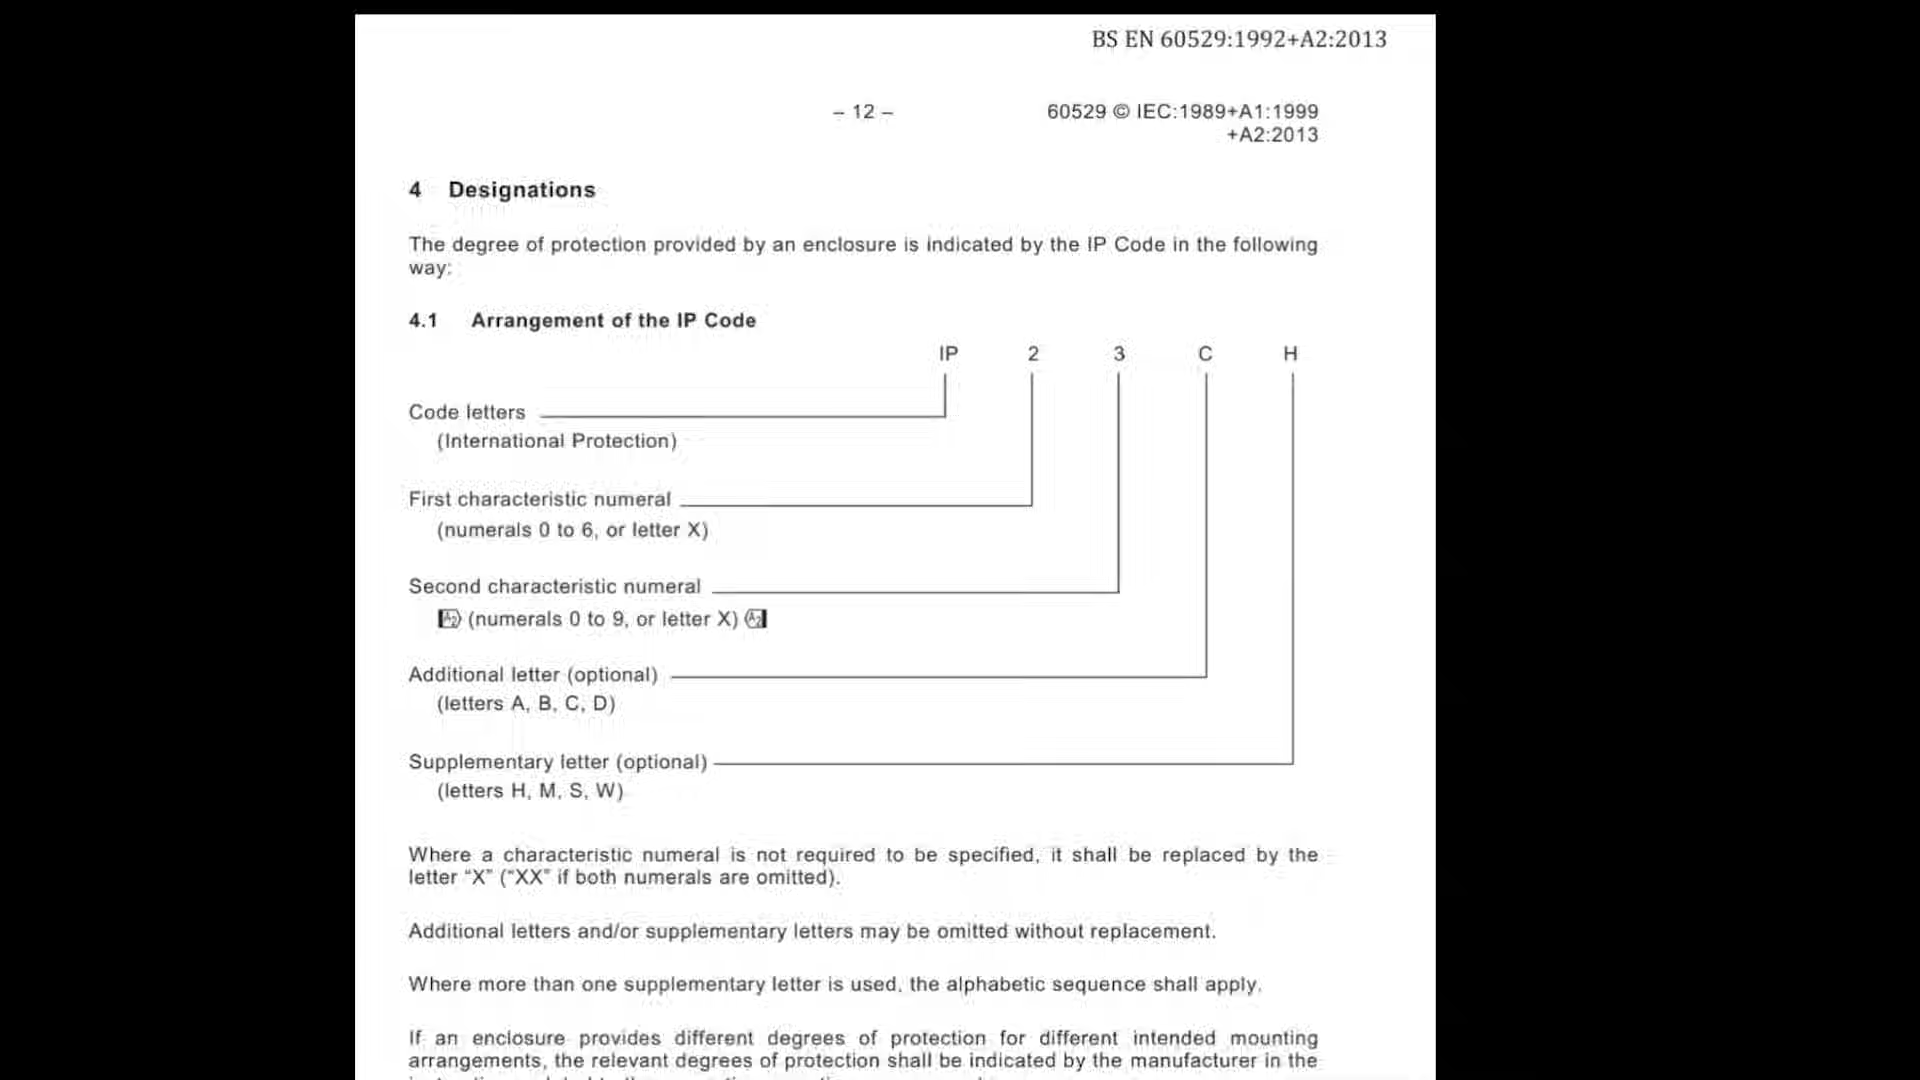 BS EN 60529:1992+A2:2013
– 12 –
60529 © IEC:1989+A1:1999
+A2:2013
4 Designations
The degree of protection provided by an enclosure is indicated by the IP Code in the following
way:
4.1 Arrangement of the IP Code
IP 2 3 C H
Code letters
(International Protection)
First characteristic numeral
(numerals 0 to 6, or letter X)
Second characteristic numeral
A2 (numerals 0 to 9, or letter X) A2
Additional letter (optional)
(letters A, B, C, D)
Supplementary letter (optional)
(letters H, M, S, W)
Where a characteristic numeral is not required to be specified, it shall be replaced by the
letter “X” (“XX” if both numerals are omitted).
Additional letters and/or supplementary letters may be omitted without replacement.
Where more than one supplementary letter is used, the alphabetic sequence shall apply.
If an enclosure provides different degrees of protection for different intended mounting
arrangements, the relevant degrees of protection shall be indicated by the manufacturer in the